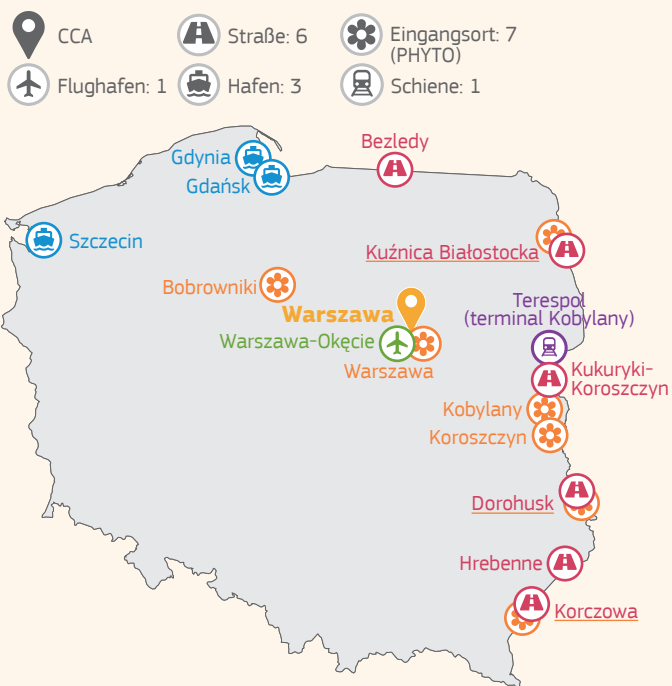 CCA
Straße: 6
Eingangsort: 7
(PHYTO)
Flughafen: 1
Hafen: 3
Schiene: 1
Bezledy
Gdynia
Gdańsk
Szczecin
Kuźnica Białostocka
Bobrowniki
Terespol
(terminal Kobylany)
Warszawa
Warszawa-Okęcie
Warszawa
Kukuryki-
Koroszczyn
Kobylany
Koroszczyn
Dorohusk
Hrebenne
Korczowa